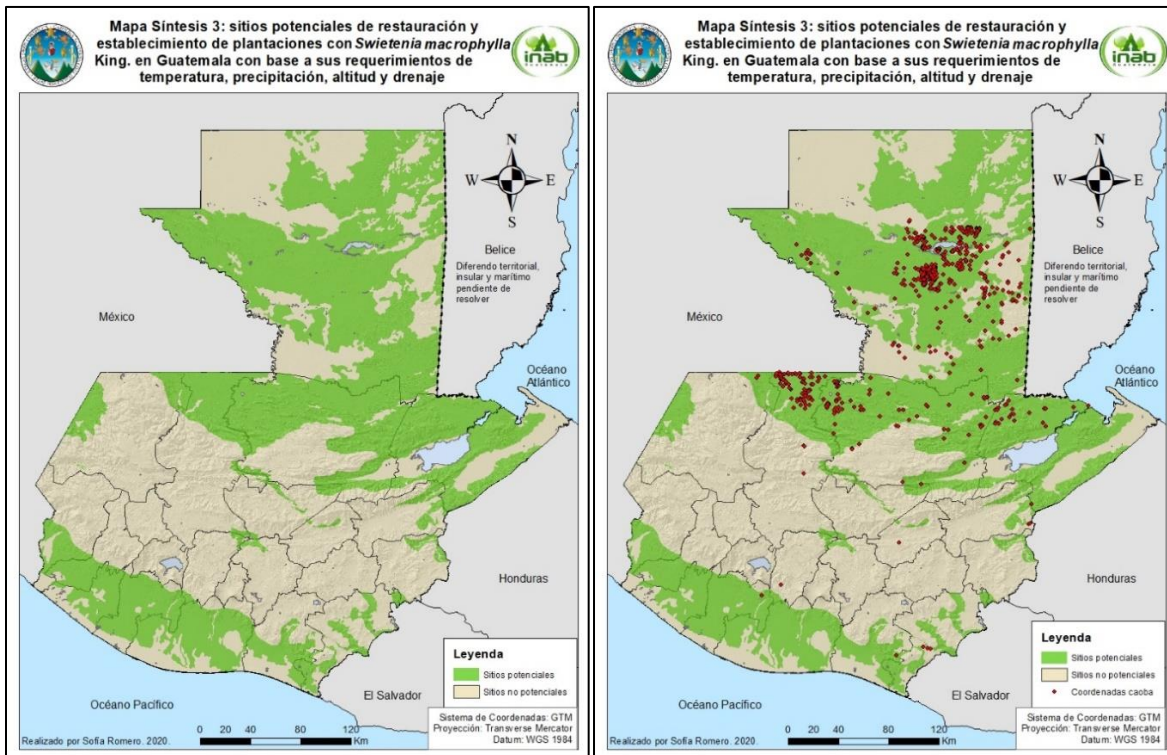 Mapa Síntesis 3: sitios potenciales de restauración y
establecimiento de plantaciones con Swietenia macrophylla
King. en Guatemala con base a sus requerimientos de
temperatura, precipitación, altitud y drenaje
inab
N
W
E
S
Belice
Diferendo territorial,
insular y marítimo
pendiente de
resolver
México
Océano
Atlántico
Honduras
Leyenda
Sitios potenciales
Sitios no potenciales
El Salvador
Océano Pacífico
0 20 40 80 120
Km
Sistema de Coordenadas: GTM
Proyección: Transverse Mercator
Datum: WGS 1984
Realizado por Sofía Romero. 2020.
Mapa Síntesis 3: sitios potenciales de restauración y
establecimiento de plantaciones con Swietenia macrophylla
King. en Guatemala con base a sus requerimientos de
temperatura, precipitación, altitud y drenaje
inab
N
W
E
S
Belice
Diferendo territorial,
insular y marítimo
pendiente de
resolver
México
Océano
Atlántico
Honduras
Leyenda
Sitios potenciales
Sitios no potenciales
Coordenadas caoba
El Salvador
Océano Pacífico
0 20 40 80 120
Km
Sistema de Coordenadas: GTM
Proyección: Transverse Mercator
Datum: WGS 1984
Realizado por Sofía Romero. 2020.